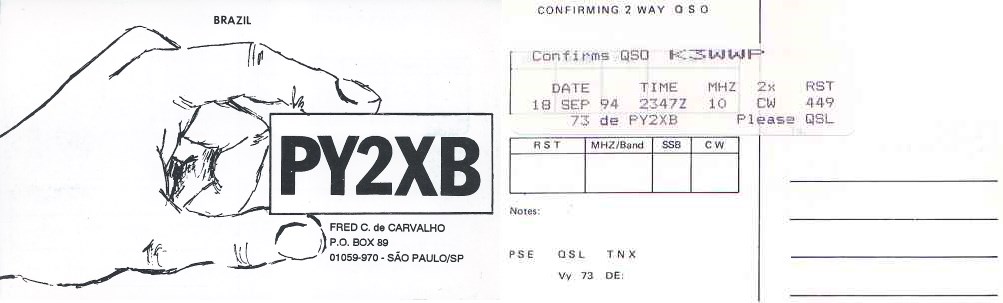 BRAZIL
PY2XB
FRED C. de CARVALHO
P.O. BOX 89
01059-970 - SÃO PAULO/SP
CONFIRMING 2 WAY QSO
Confirms QSO K3WWP
DATE TIME MHZ 2x RST
18 SEP 94 2347Z 10 CW 449
73 de PY2XB Please QSL
RST MHZ/Band SSB CW
Notes:
PSE QSL TNX
Vy 73 DE: